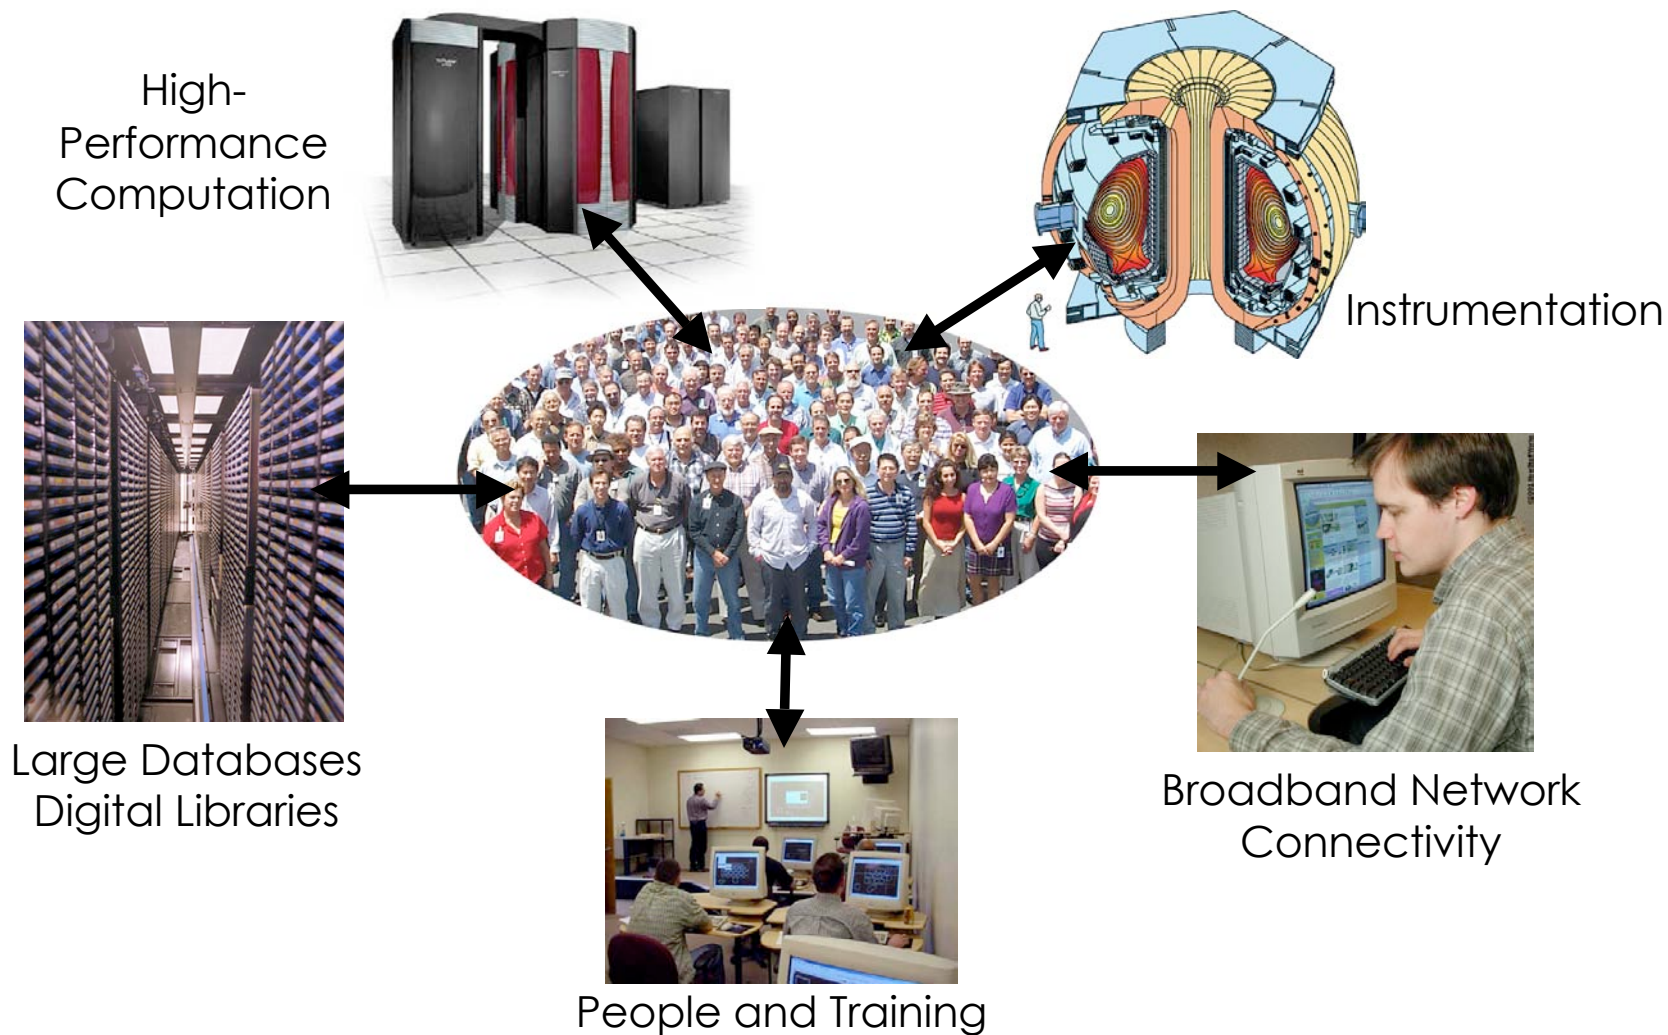 High-
Performance
Computation
Instrumentation
Large Databases
Digital Libraries
Broadband Network
Connectivity
People and Training